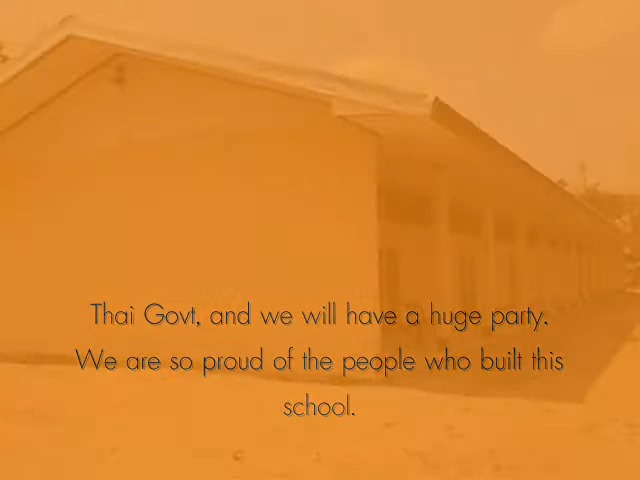 Thai Govt, and we will have a huge party.
We are so proud of the people who built this
school.